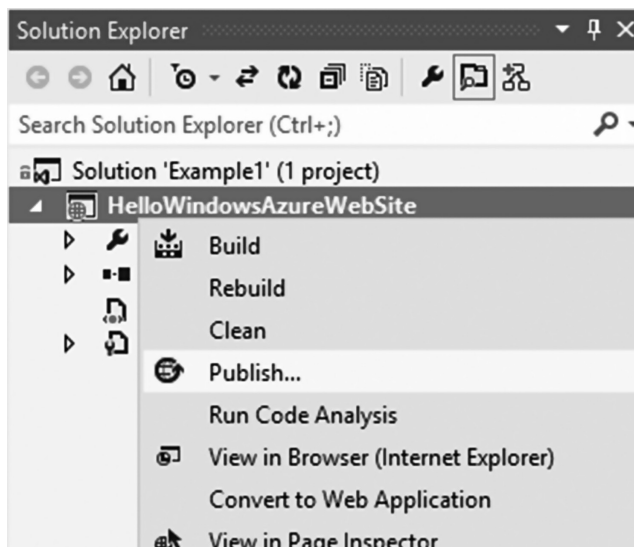 Solution Explorer
Search Solution Explorer (Ctrl+;)
Solution 'Example1' (1 project)
HelloWindowsAzureWebSite
Build
Rebuild
Clean
Publish...
Run Code Analysis
View in Browser (Internet Explorer)
Convert to Web Application
View in Page Inspector